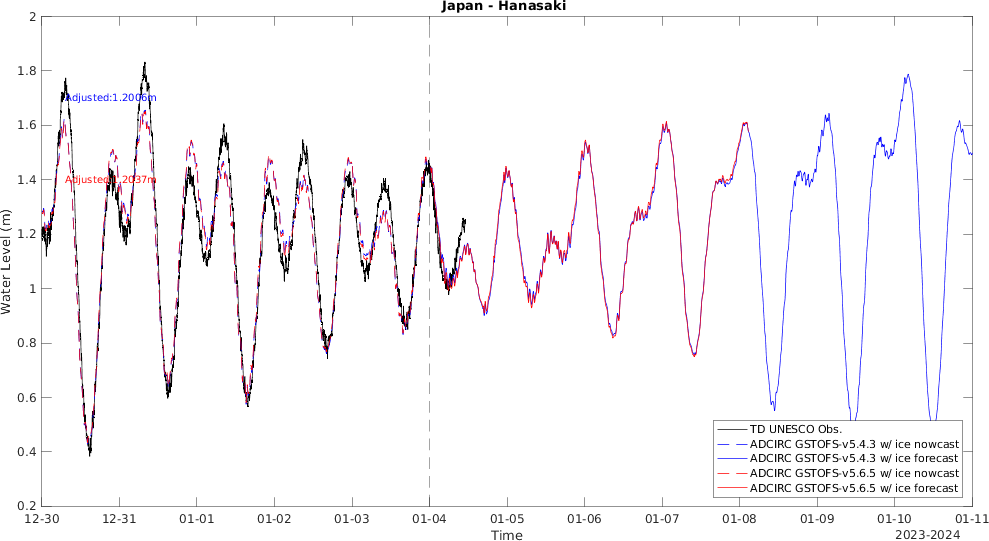 Japan - Hanasaki
2
1.8
1.6
1.4
1.2
1
0.8
0.6
0.4
0.2
Water Level (m)
Adjusted:1.2006m
Adjusted:1.2037m
TD UNESCO Obs.
ADCIRC GSTOFS-v5.4.3 w/ ice nowcast
ADCIRC GSTOFS-v5.4.3 w/ ice forecast
ADCIRC GSTOFS-v5.6.5 w/ ice nowcast
ADCIRC GSTOFS-v5.6.5 w/ ice forecast
12-30 12-31 01-01 01-02 01-03 01-04 01-05 01-06 01-07 01-08 01-09 01-10 01-11
Time
2023-2024